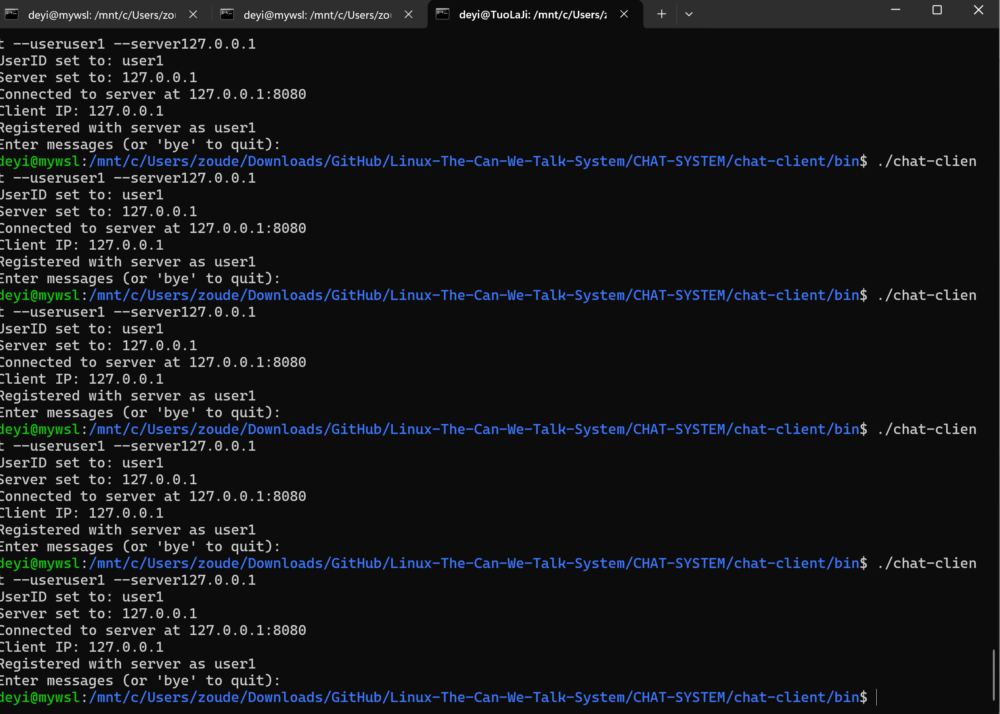 deyi@mywsl: /mnt/c/Users/zou
deyi@mywsl: /mnt/c/Users/zou
deyi@TuoLaJi: /mnt/c/Users/z
t --useruser1 --server127.0.0.1
UserID set to: user1
Server set to: 127.0.0.1
Connected to server at 127.0.0.1:8080
Client IP: 127.0.0.1
Registered with server as user1
Enter messages (or 'bye' to quit):
deyi@mywsl:/mnt/c/Users/zoude/Downloads/GitHub/Linux-The-Can-We-Talk-System/CHAT-SYSTEM/chat-client/bin$ ./chat-clien
t --useruser1 --server127.0.0.1
UserID set to: user1
Server set to: 127.0.0.1
Connected to server at 127.0.0.1:8080
Client IP: 127.0.0.1
Registered with server as user1
Enter messages (or 'bye' to quit):
deyi@mywsl:/mnt/c/Users/zoude/Downloads/GitHub/Linux-The-Can-We-Talk-System/CHAT-SYSTEM/chat-client/bin$ ./chat-clien
t --useruser1 --server127.0.0.1
UserID set to: user1
Server set to: 127.0.0.1
Connected to server at 127.0.0.1:8080
Client IP: 127.0.0.1
Registered with server as user1
Enter messages (or 'bye' to quit):
deyi@mywsl:/mnt/c/Users/zoude/Downloads/GitHub/Linux-The-Can-We-Talk-System/CHAT-SYSTEM/chat-client/bin$ ./chat-clien
t --useruser1 --server127.0.0.1
UserID set to: user1
Server set to: 127.0.0.1
Connected to server at 127.0.0.1:8080
Client IP: 127.0.0.1
Registered with server as user1
Enter messages (or 'bye' to quit):
deyi@mywsl:/mnt/c/Users/zoude/Downloads/GitHub/Linux-The-Can-We-Talk-System/CHAT-SYSTEM/chat-client/bin$ ./chat-clien
t --useruser1 --server127.0.0.1
UserID set to: user1
Server set to: 127.0.0.1
Connected to server at 127.0.0.1:8080
Client IP: 127.0.0.1
Registered with server as user1
Enter messages (or 'bye' to quit):
deyi@mywsl:/mnt/c/Users/zoude/Downloads/GitHub/Linux-The-Can-We-Talk-System/CHAT-SYSTEM/chat-client/bin$